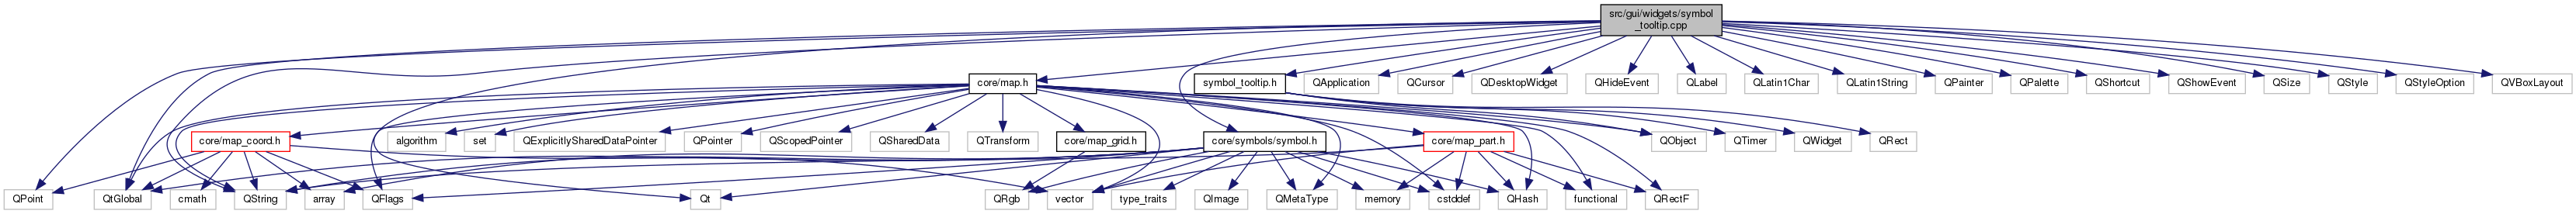 src/gui/widgets/symbol
_tooltip.cpp
core/map.h
symbol_tooltip.h
QApplication
QCursor
QDesktopWidget
QHideEvent
QLabel
QLatin1Char
QLatin1String
QPainter
QPalette
QShortcut
QShowEvent
QSize
QStyle
QStyleOption
QVBoxLayout
core/map_coord.h
algorithm
set
QExplicitlySharedDataPointer
QPointer
QScopedPointer
QSharedData
QTransform
core/map_grid.h
core/symbols/symbol.h
core/map_part.h
QObject
QTimer
QWidget
QRect
QPoint
QtGlobal
cmath
QString
array
QFlags
Qt
QRgb
vector
type_traits
QImage
QMetaType
memory
cstddef
QHash
functional
QRectF